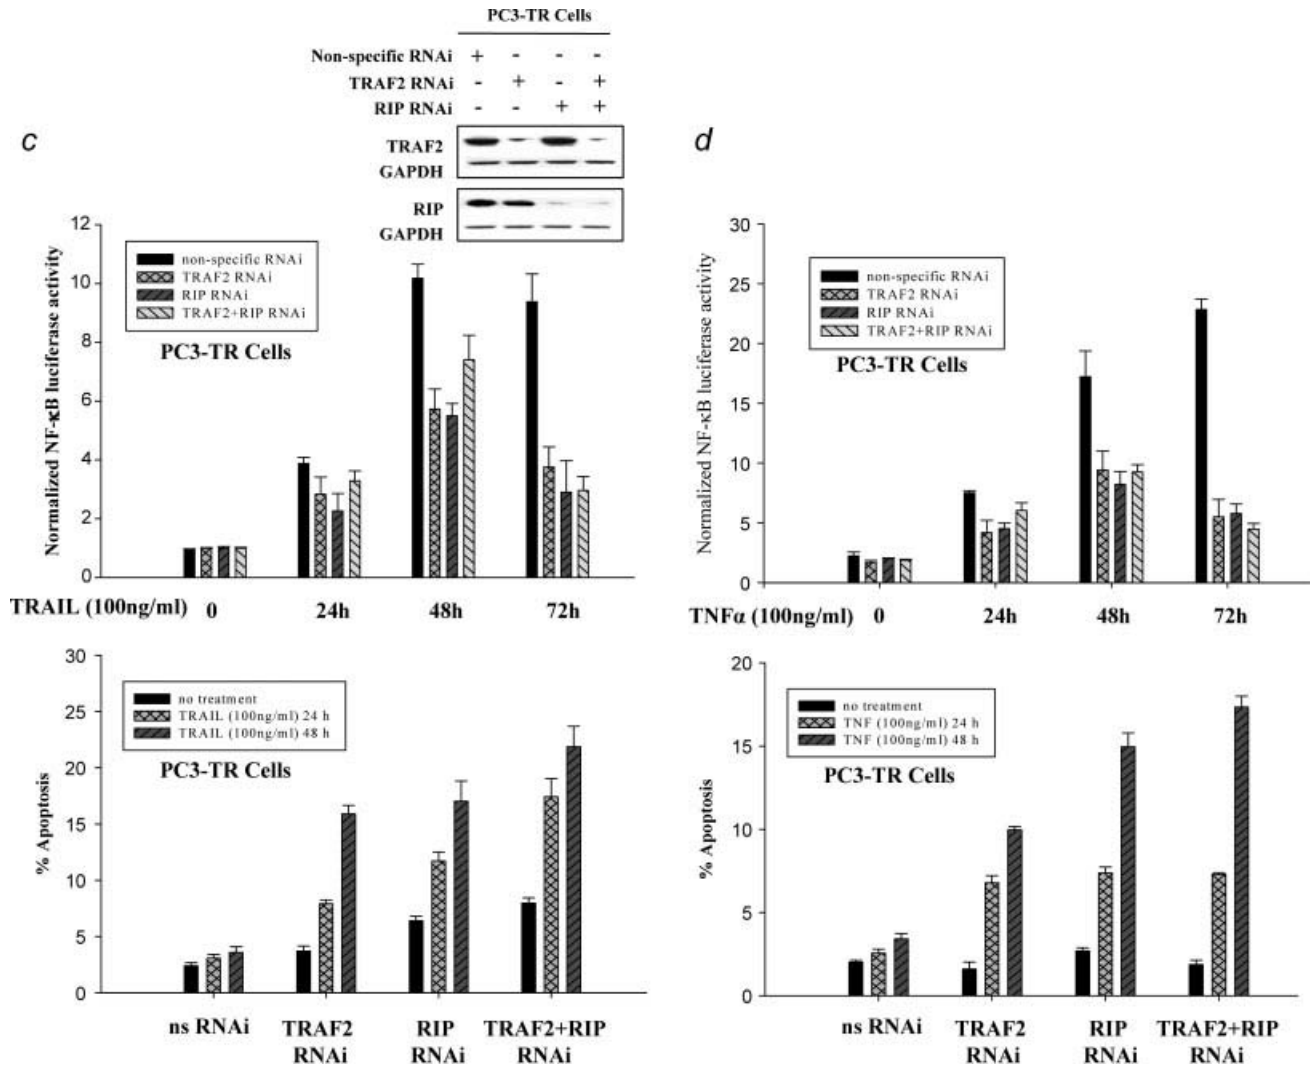 PC3-TR Cells
Non-specific RNAi + - - -
TRAF2 RNAi - + - +
RIP RNAi - - + +
c
TRAF2
GAPDH
RIP
GAPDH
12
10
8
6
4
2
0
Normalized NF-κB luciferase activity
non-specific RNAi
TRAF2 RNAi
RIP RNAi
TRAF2+RIP RNAi
PC3-TR Cells
TRAIL (100ng/ml) 0 24h 48h 72h
d
30
25
20
15
10
5
0
Normalized NF-κB luciferase activity
non-specific RNAi
TRAF2 RNAi
RIP RNAi
TRAF2+RIP RNAi
PC3-TR Cells
TNFα (100ng/ml) 0 24h 48h 72h
30
25
20
15
10
5
0
% Apoptosis
no treatment
TRAIL (100ng/ml) 24 h
TRAIL (100ng/ml) 48 h
PC3-TR Cells
ns RNAi TRAF2 RIP TRAF2+RIP
RNAi RNAi RNAi
20
15
10
5
0
% Apoptosis
no treatment
TNF (100ng/ml) 24 h
TNF (100ng/ml) 48 h
PC3-TR Cells
ns RNAi TRAF2 RIP TRAF2+RIP
RNAi RNAi RNAi